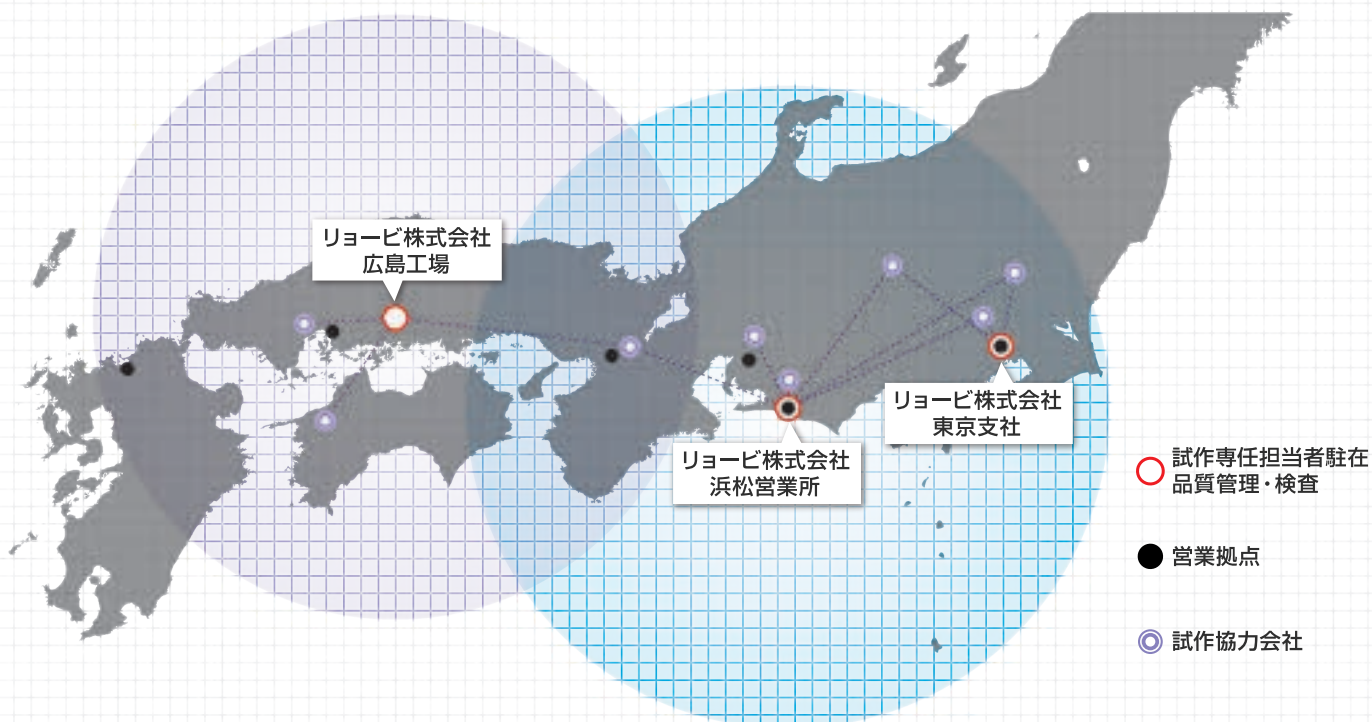 リョービ株式会社
広島工場
リョービ株式会社
東京支社
リョービ株式会社
浜松営業所
試作専任担当者駐在
品質管理・検査
営業拠点
試作協力会社